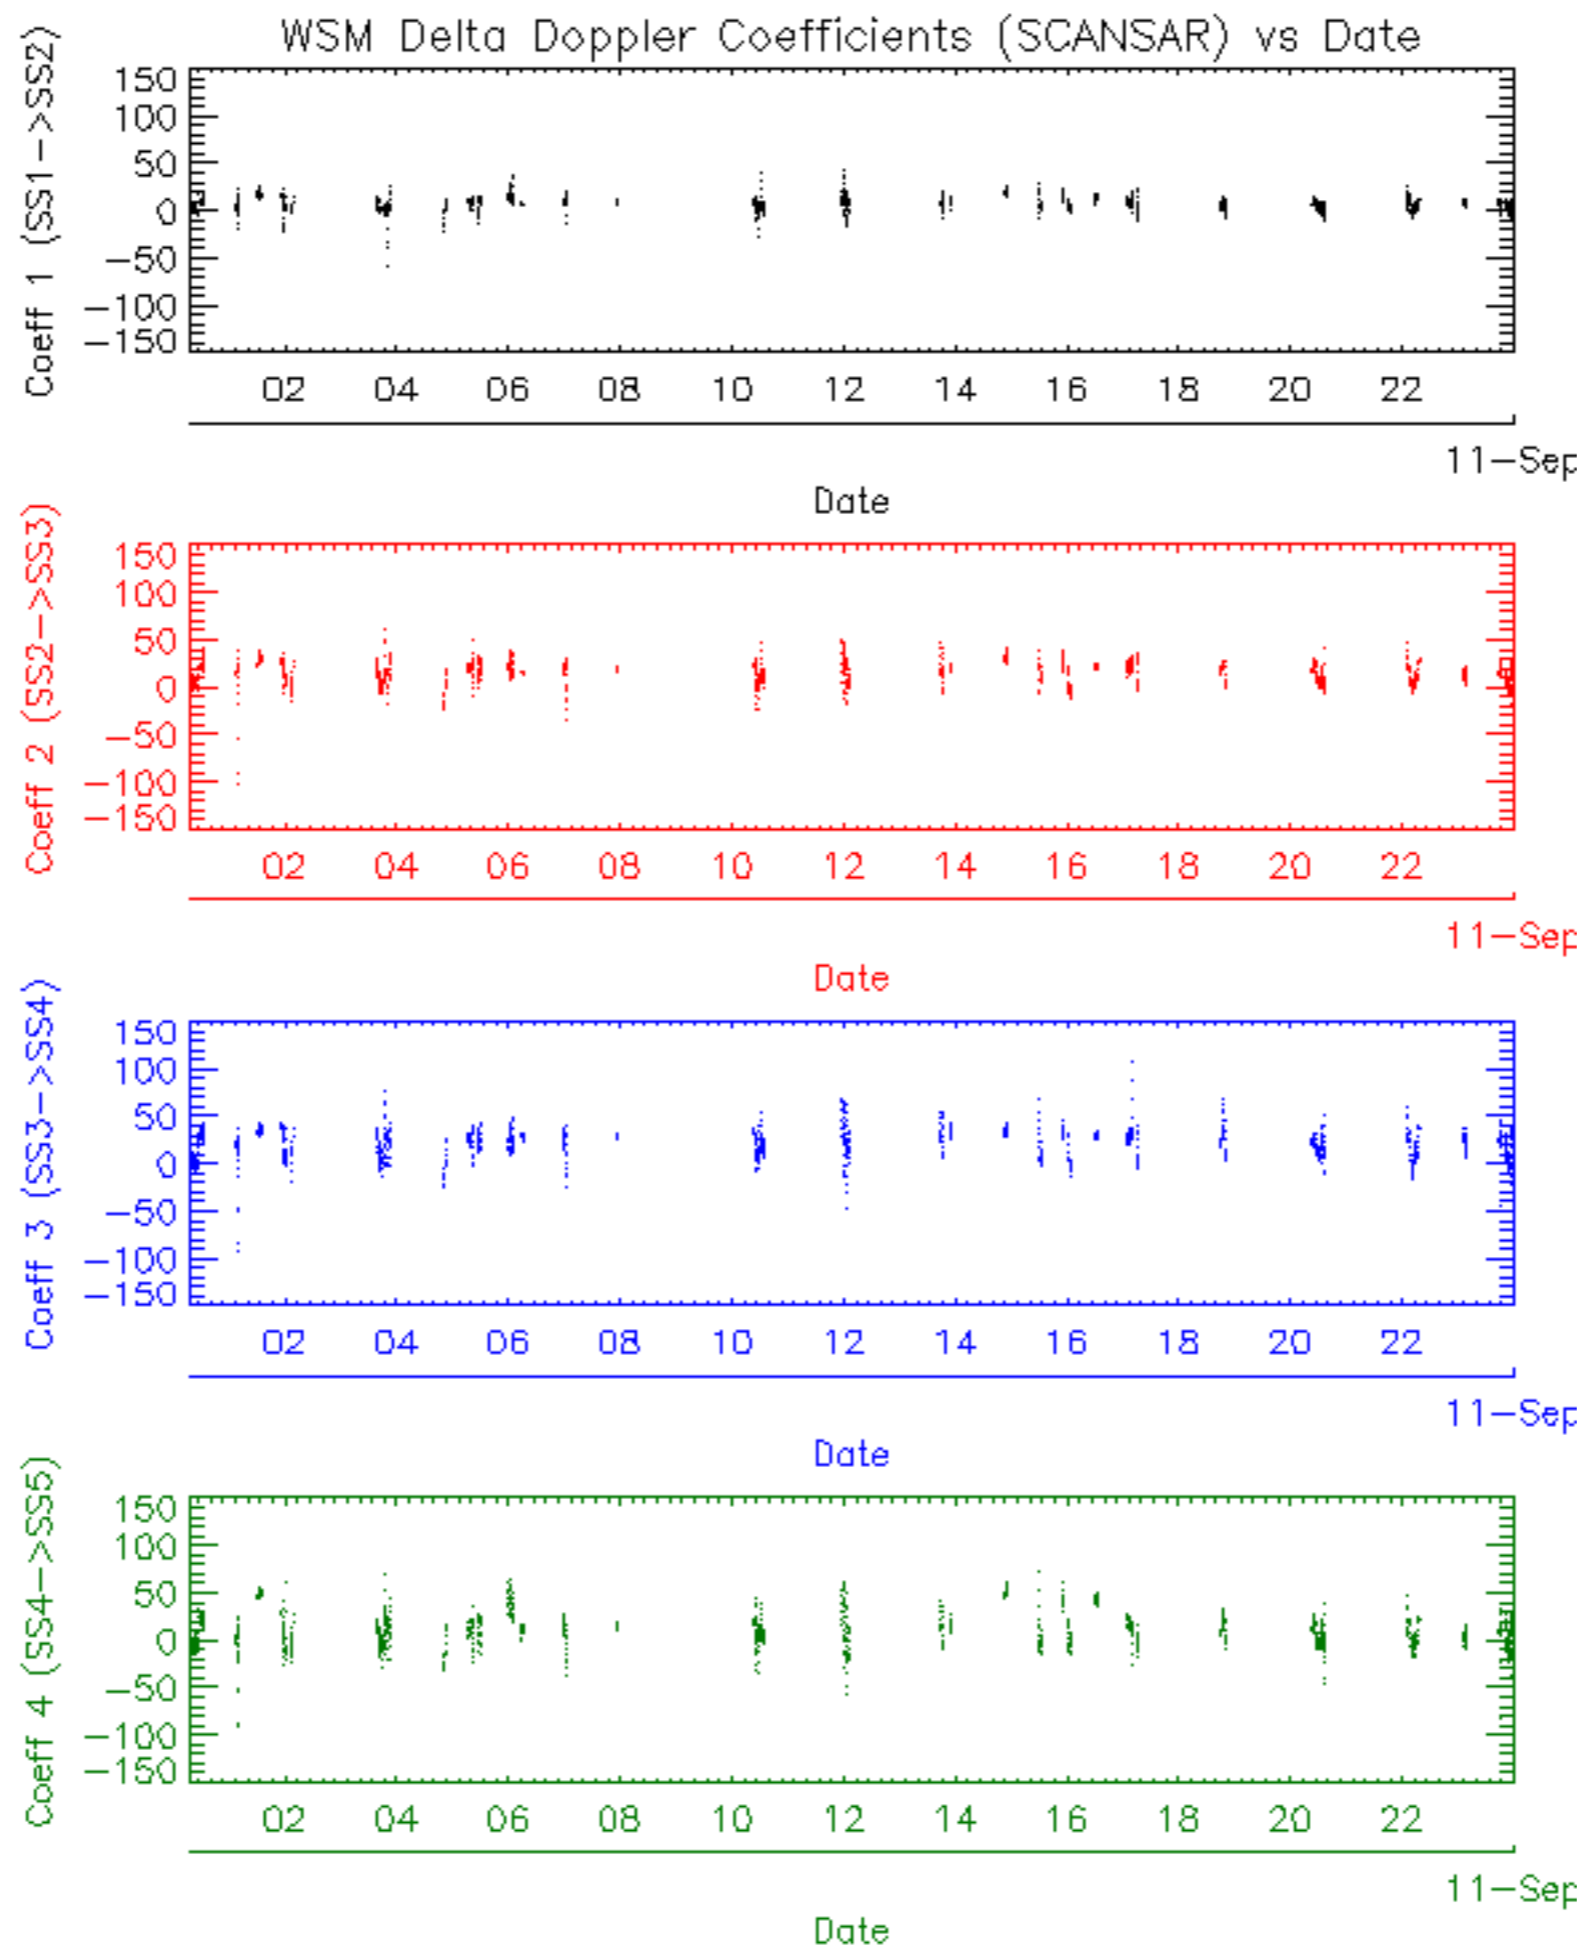 WSM Delta Doppler Coefficients (SCANSAR) vs Date
Coeff 1 (SS1->SS2)
150
100
50
0
-50
-100
-150
02 04 06 08 10 12 14 16 18 20 22
11-Sep
Date
Coeff 2 (SS2->SS3)
150
100
50
0
-50
-100
-150
02 04 06 08 10 12 14 16 18 20 22
11-Sep
Date
Coeff 3 (SS3->SS4)
150
100
50
0
-50
-100
-150
02 04 06 08 10 12 14 16 18 20 22
11-Sep
Date
Coeff 4 (SS4->SS5)
150
100
50
0
-50
-100
-150
02 04 06 08 10 12 14 16 18 20 22
11-Sep
Date